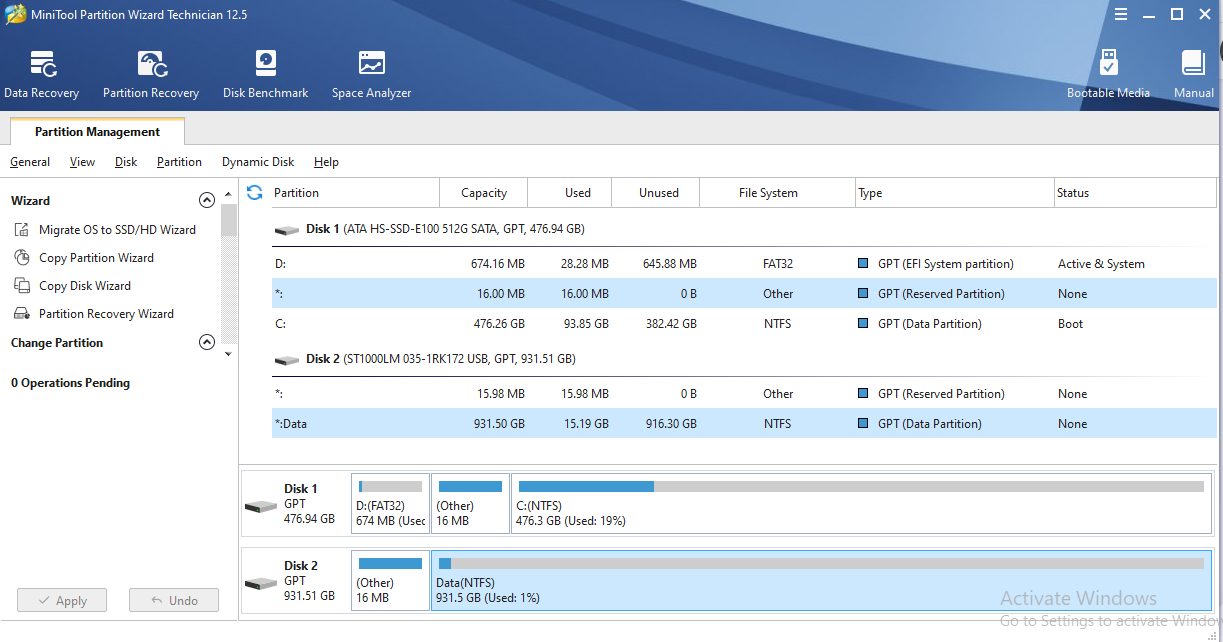 MiniTool Partition Wizard Technician 12.5
Data Recovery Partition Recovery Disk Benchmark Space Analyzer Bootable Media Manual
Partition Management
General View Disk Partition Dynamic Disk Help
Wizard
Migrate OS to SSD/HD Wizard
Copy Partition Wizard
Copy Disk Wizard
Partition Recovery Wizard
Change Partition
0 Operations Pending
Apply Undo
Partition Capacity Used Unused File System Type Status
Disk 1 (ATA HS-SSD-E100 512G SATA, GPT, 476.94 GB)
D: 674.16 MB 28.28 MB 645.88 MB FAT32 GPT (EFI System partition) Active & System
*: 16.00 MB 16.00 MB 0 B Other GPT (Reserved Partition) None
C: 476.26 GB 93.85 GB 382.42 GB NTFS GPT (Data Partition) Boot
Disk 2 (ST1000LM 035-1RK172 USB, GPT, 931.51 GB)
*: 15.98 MB 15.98 MB 0 B Other GPT (Reserved Partition) None
*:Data 931.50 GB 15.19 GB 916.30 GB NTFS GPT (Data Partition) None
Disk 1
GPT
476.94 GB
D:(FAT32)
674 MB (Usec
(Other)
16 MB
C:(NTFS)
476.3 GB (Used: 19%)
Disk 2
GPT
931.51 GB
(Other)
16 MB
Data(NTFS)
931.5 GB (Used: 1%)
Activate Windows
Go to Settings to activate Windo